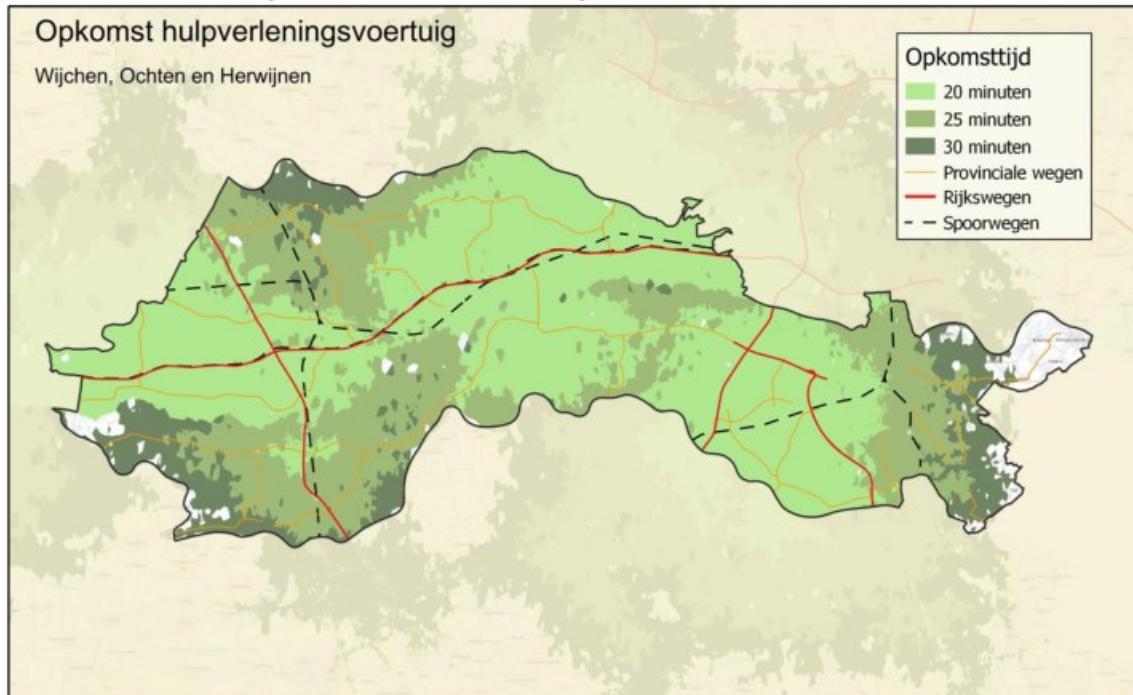 Opkomst hulpverleningsvoertuig
Wijchen, Ochten en Herwijnen
Opkomsttijd
20 minuten
25 minuten
30 minuten
Provinciale wegen
Rijkswegen
Spoorwegen